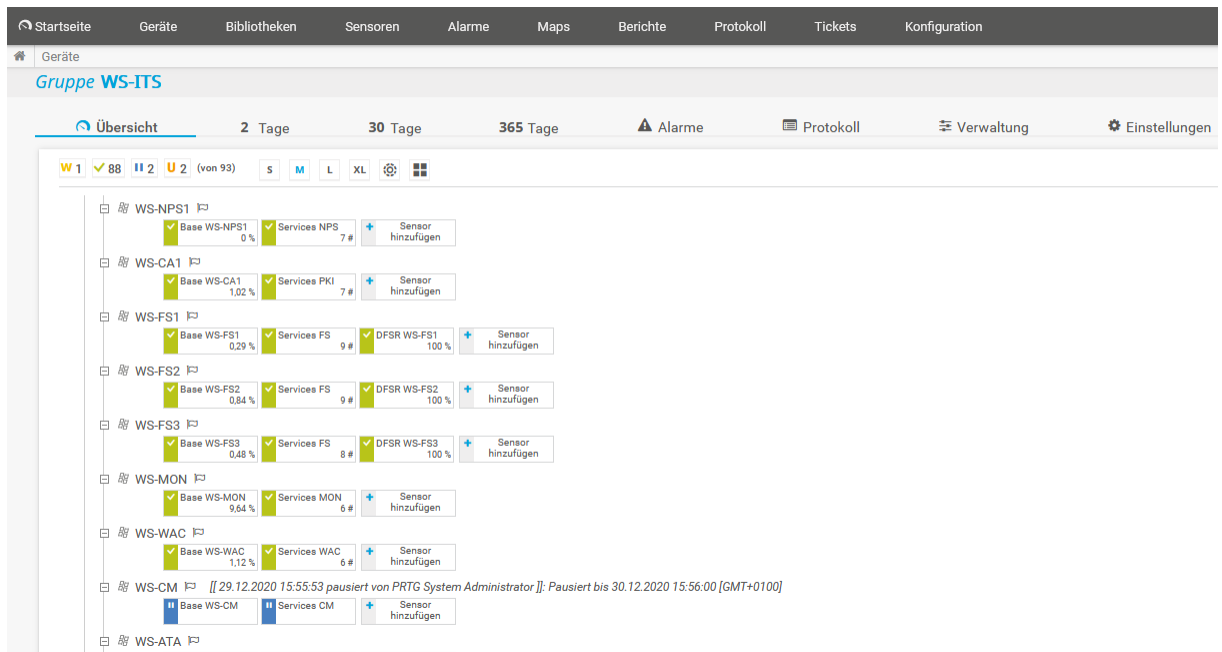 Startseite Geräte Bibliotheken Sensoren Alarme Maps Berichte Protokoll Tickets Konfiguration
Geräte
Gruppe WS-ITS
Übersicht 2 Tage 30 Tage 365 Tage Alarme Protokoll Verwaltung Einstellungen
W 1 88 2 U 2 (von 93) S M L XL
WS-NPS1
Base WS-NPS1 Services NPS Sensor
0 % 7 # hinzufügen
WS-CA1
Base WS-CA1 Services PKI Sensor
1,02 % 7 # hinzufügen
WS-FS1
Base WS-FS1 Services FS DFSR WS-FS1 Sensor
0,29 % 9 # 100 % hinzufügen
WS-FS2
Base WS-FS2 Services FS DFSR WS-FS2 Sensor
0,84 % 9 # 100 % hinzufügen
WS-FS3
Base WS-FS3 Services FS DFSR WS-FS3 Sensor
0,48 % 8 # 100 % hinzufügen
WS-MON
Base WS-MON Services MON Sensor
9,64 % 6 # hinzufügen
WS-WAC
Base WS-WAC Services WAC Sensor
1,12 % 6 # hinzufügen
WS-CM [[ 29.12.2020 15:55:53 pausiert von PRTG System Administrator ]]: Pausiert bis 30.12.2020 15:56:00 [GMT+0100]
Base WS-CM Services CM Sensor
hinzufügen
WS-ATA